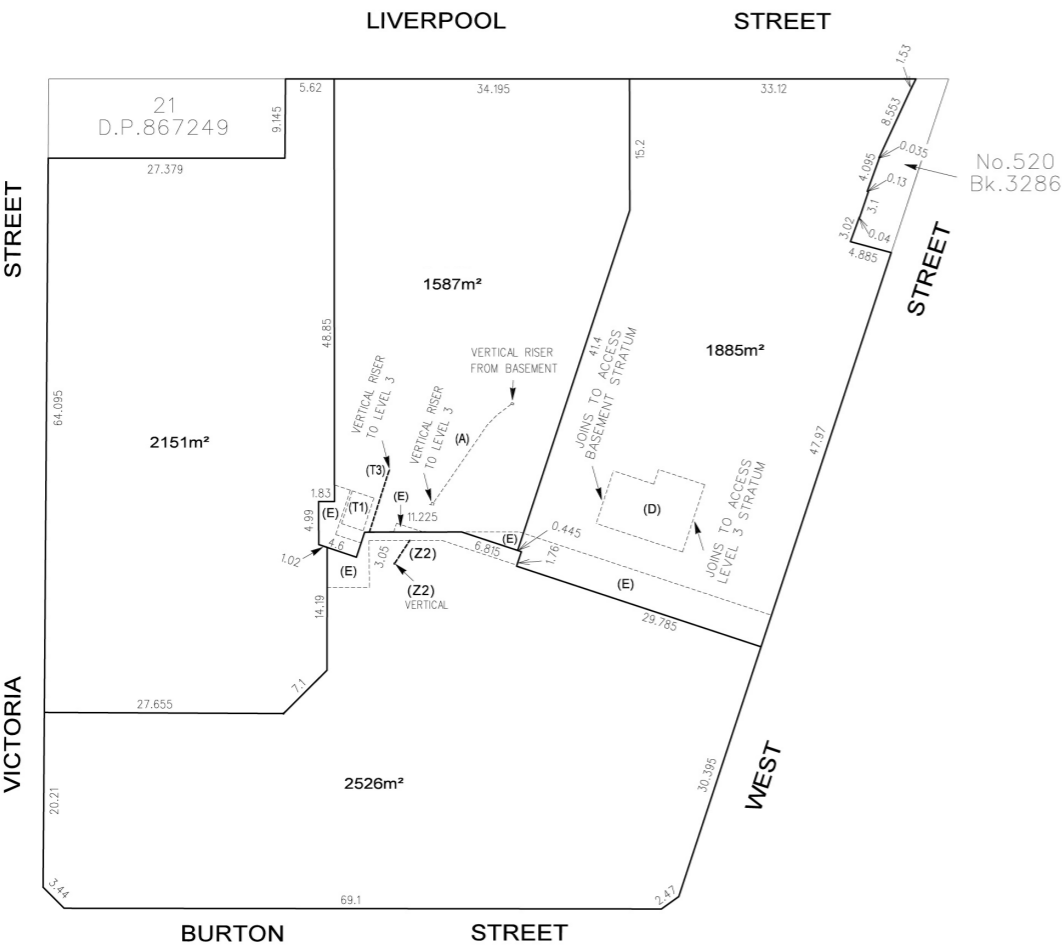 LIVERPOOL STREET
5.62
34.195
33.12
1.53
21
D.P.867249
9.145
8.553
27.379
15.2
0.035
4.095
0.13
No.520
Bk.3286
3.1
3.02
0.04
4.885
STREET
STREET
1587m²
48.85
41.4
1885m²
VERTICAL RISER
FROM BASEMENT
VERTICAL RISER
TO LEVEL 3
VERTICAL RISER
TO LEVEL 3
JOINS TO ACCESS
BASEMENT STRATUM
64.095
2151m²
47.97
(A)
(T3)
1.83
(E)
(T1)
(E)
11.225
(D)
JOINS TO ACCESS
LEVEL 3 STRATUM
4.99
4.6
1.02
(E)
3.05
(Z2)
(Z2)
VERTICAL
6.815
(E)
0.445
1.76
(E)
14.19
29.785
7.1
27.655
VICTORIA
2526m²
20.21
30.395
WEST
3.44
69.1
2.47
BURTON STREET